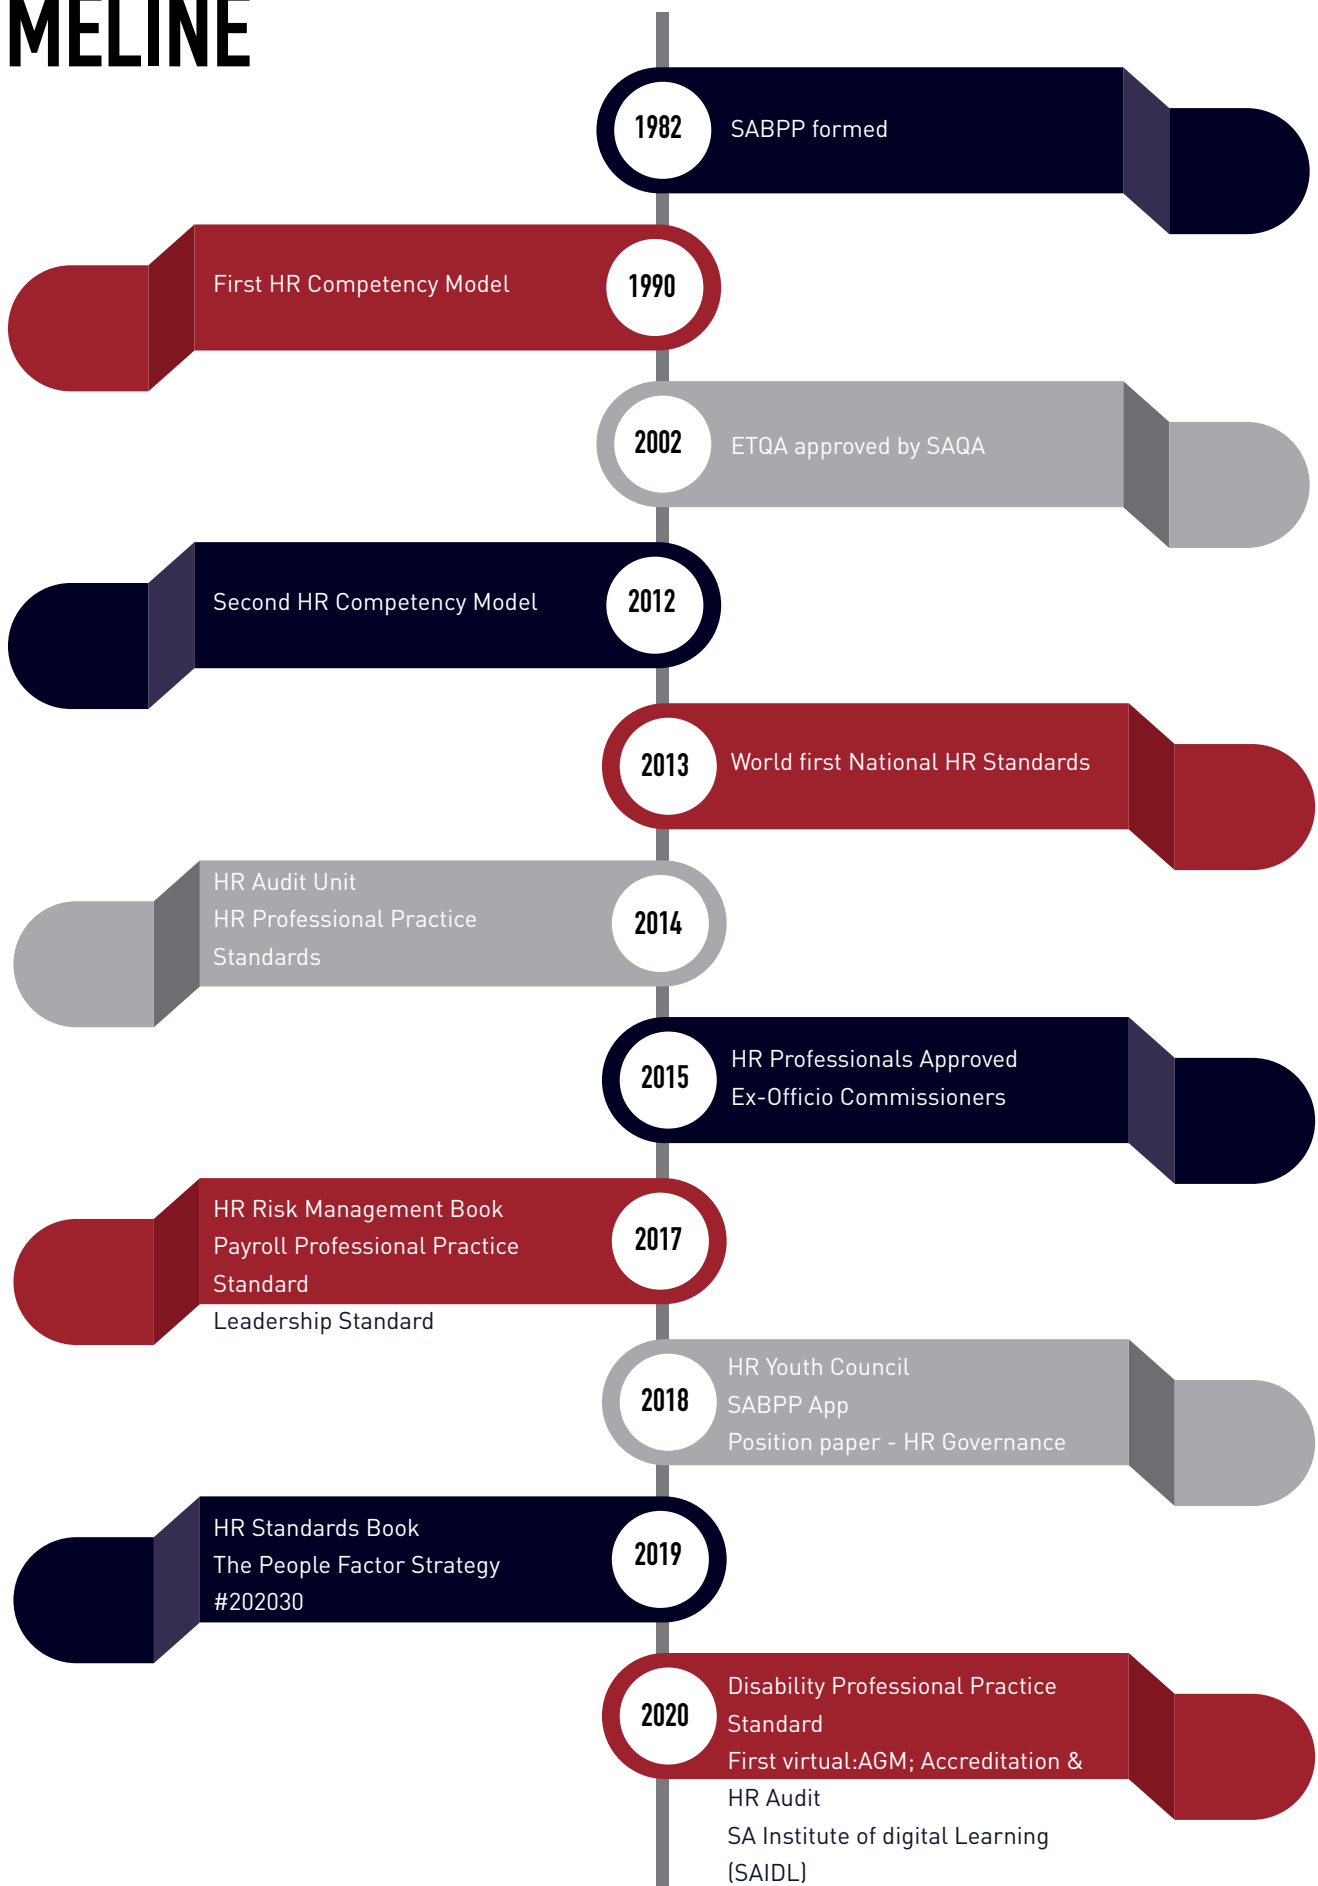 MELINE
1982
SABPP formed
First HR Competency Model
1990
2002
ETQA approved by SAQA
Second HR Competency Model
2012
2013
World first National HR Standards
HR Audit Unit
HR Professional Practice
Standards
2014
2015
HR Professionals Approved
Ex-Officio Commissioners
HR Risk Management Book
Payroll Professional Practice
Standard
Leadership Standard
2017
2018
HR Youth Council
SABPP App
Position paper - HR Governance
HR Standards Book
The People Factor Strategy
#202030
2019
2020
Disability Professional Practice
Standard
First virtual:AGM; Accreditation &
HR Audit
SA Institute of digital Learning
(SAIDL)